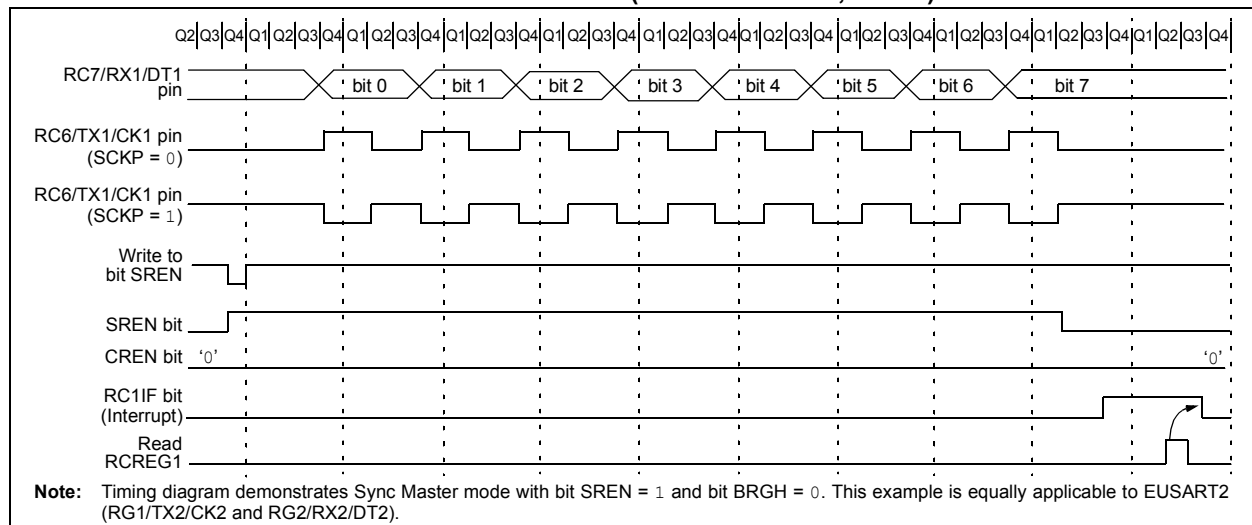 Q2 Q3 Q4 Q1 Q2 Q3 Q4 Q1 Q2 Q3 Q4 Q1 Q2 Q3 Q4 Q1 Q2 Q3 Q4 Q1 Q2 Q3 Q4 Q1 Q2 Q3 Q4 Q1 Q2 Q3 Q4 Q1 Q2 Q3 Q4 Q1 Q2 Q3 Q4 Q1 Q2 Q3 Q4
RC7/RX1/DT1
pin
bit 0 bit 1 bit 2 bit 3 bit 4 bit 5 bit 6 bit 7
RC6/TX1/CK1 pin
(SCKP = 0)
RC6/TX1/CK1 pin
(SCKP = 1)
Write to
bit SREN
SREN bit
CREN bit ‘0’ ‘0’
RC1IF bit
(Interrupt)
Read
RCREG1
Note: Timing diagram demonstrates Sync Master mode with bit SREN = 1 and bit BRGH = 0. This example is equally applicable to EUSART2
(RG1/TX2/CK2 and RG2/RX2/DT2).